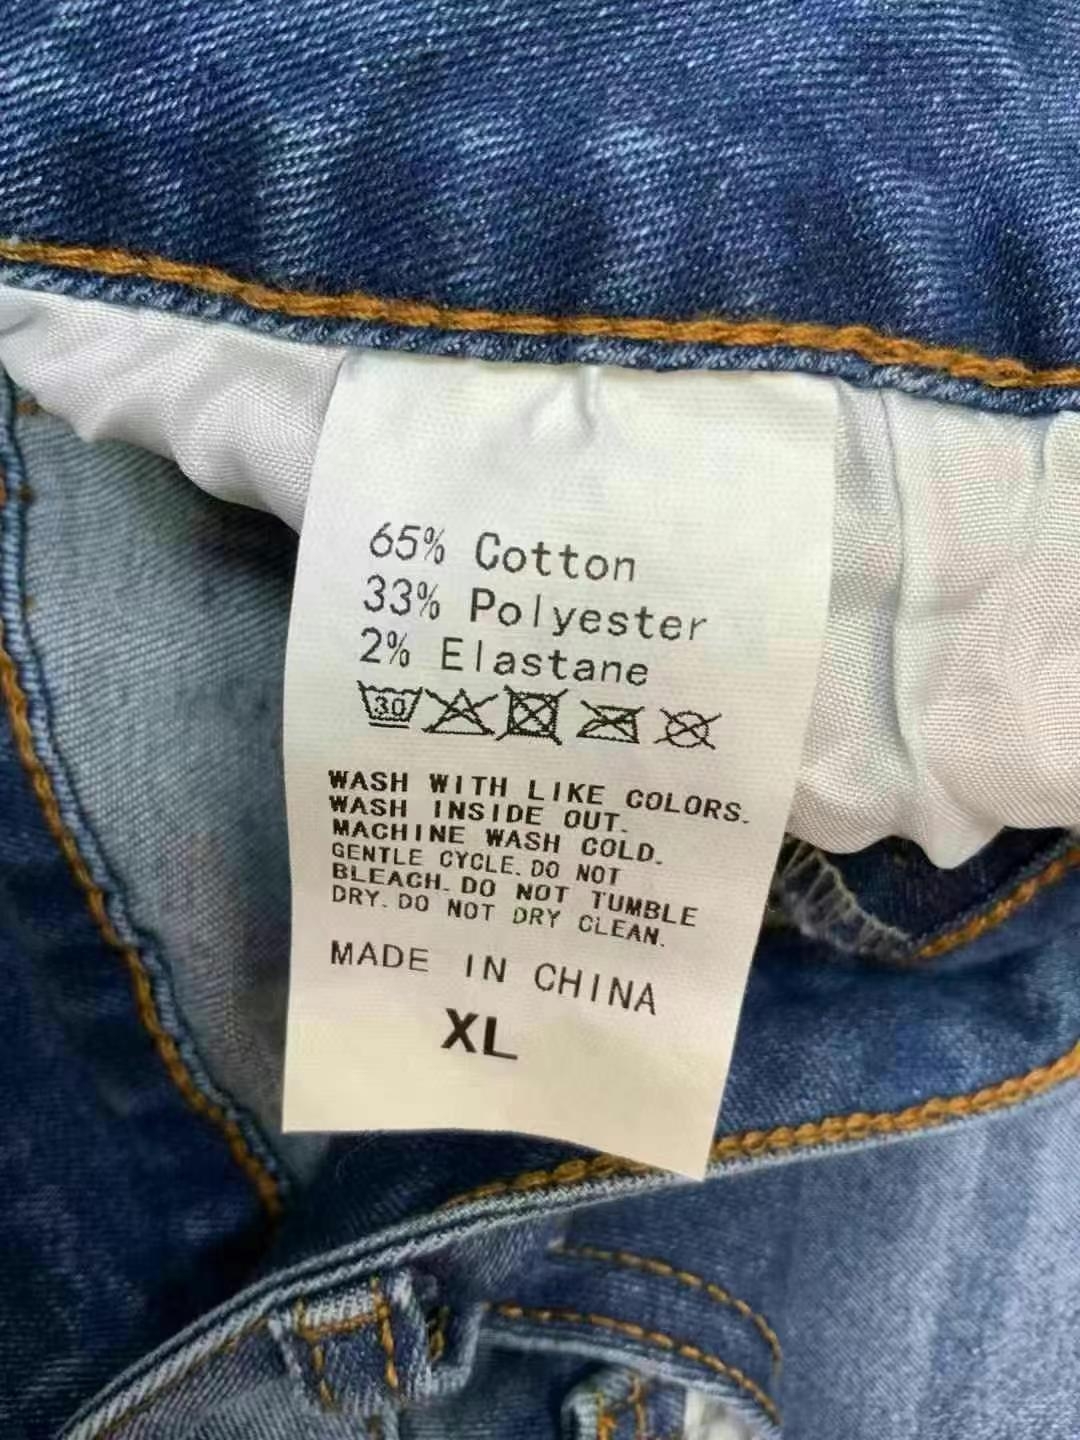 65% Cotton
33% Polyester
2% Elastane
30
WASH WITH LIKE COLORS.
WASH INSIDE OUT.
MACHINE WASH COLD.
GENTLE CYCLE. DO NOT
BLEACH. DO NOT TUMBLE
DRY. DO NOT DRY CLEAN.
MADE IN CHINA
XL